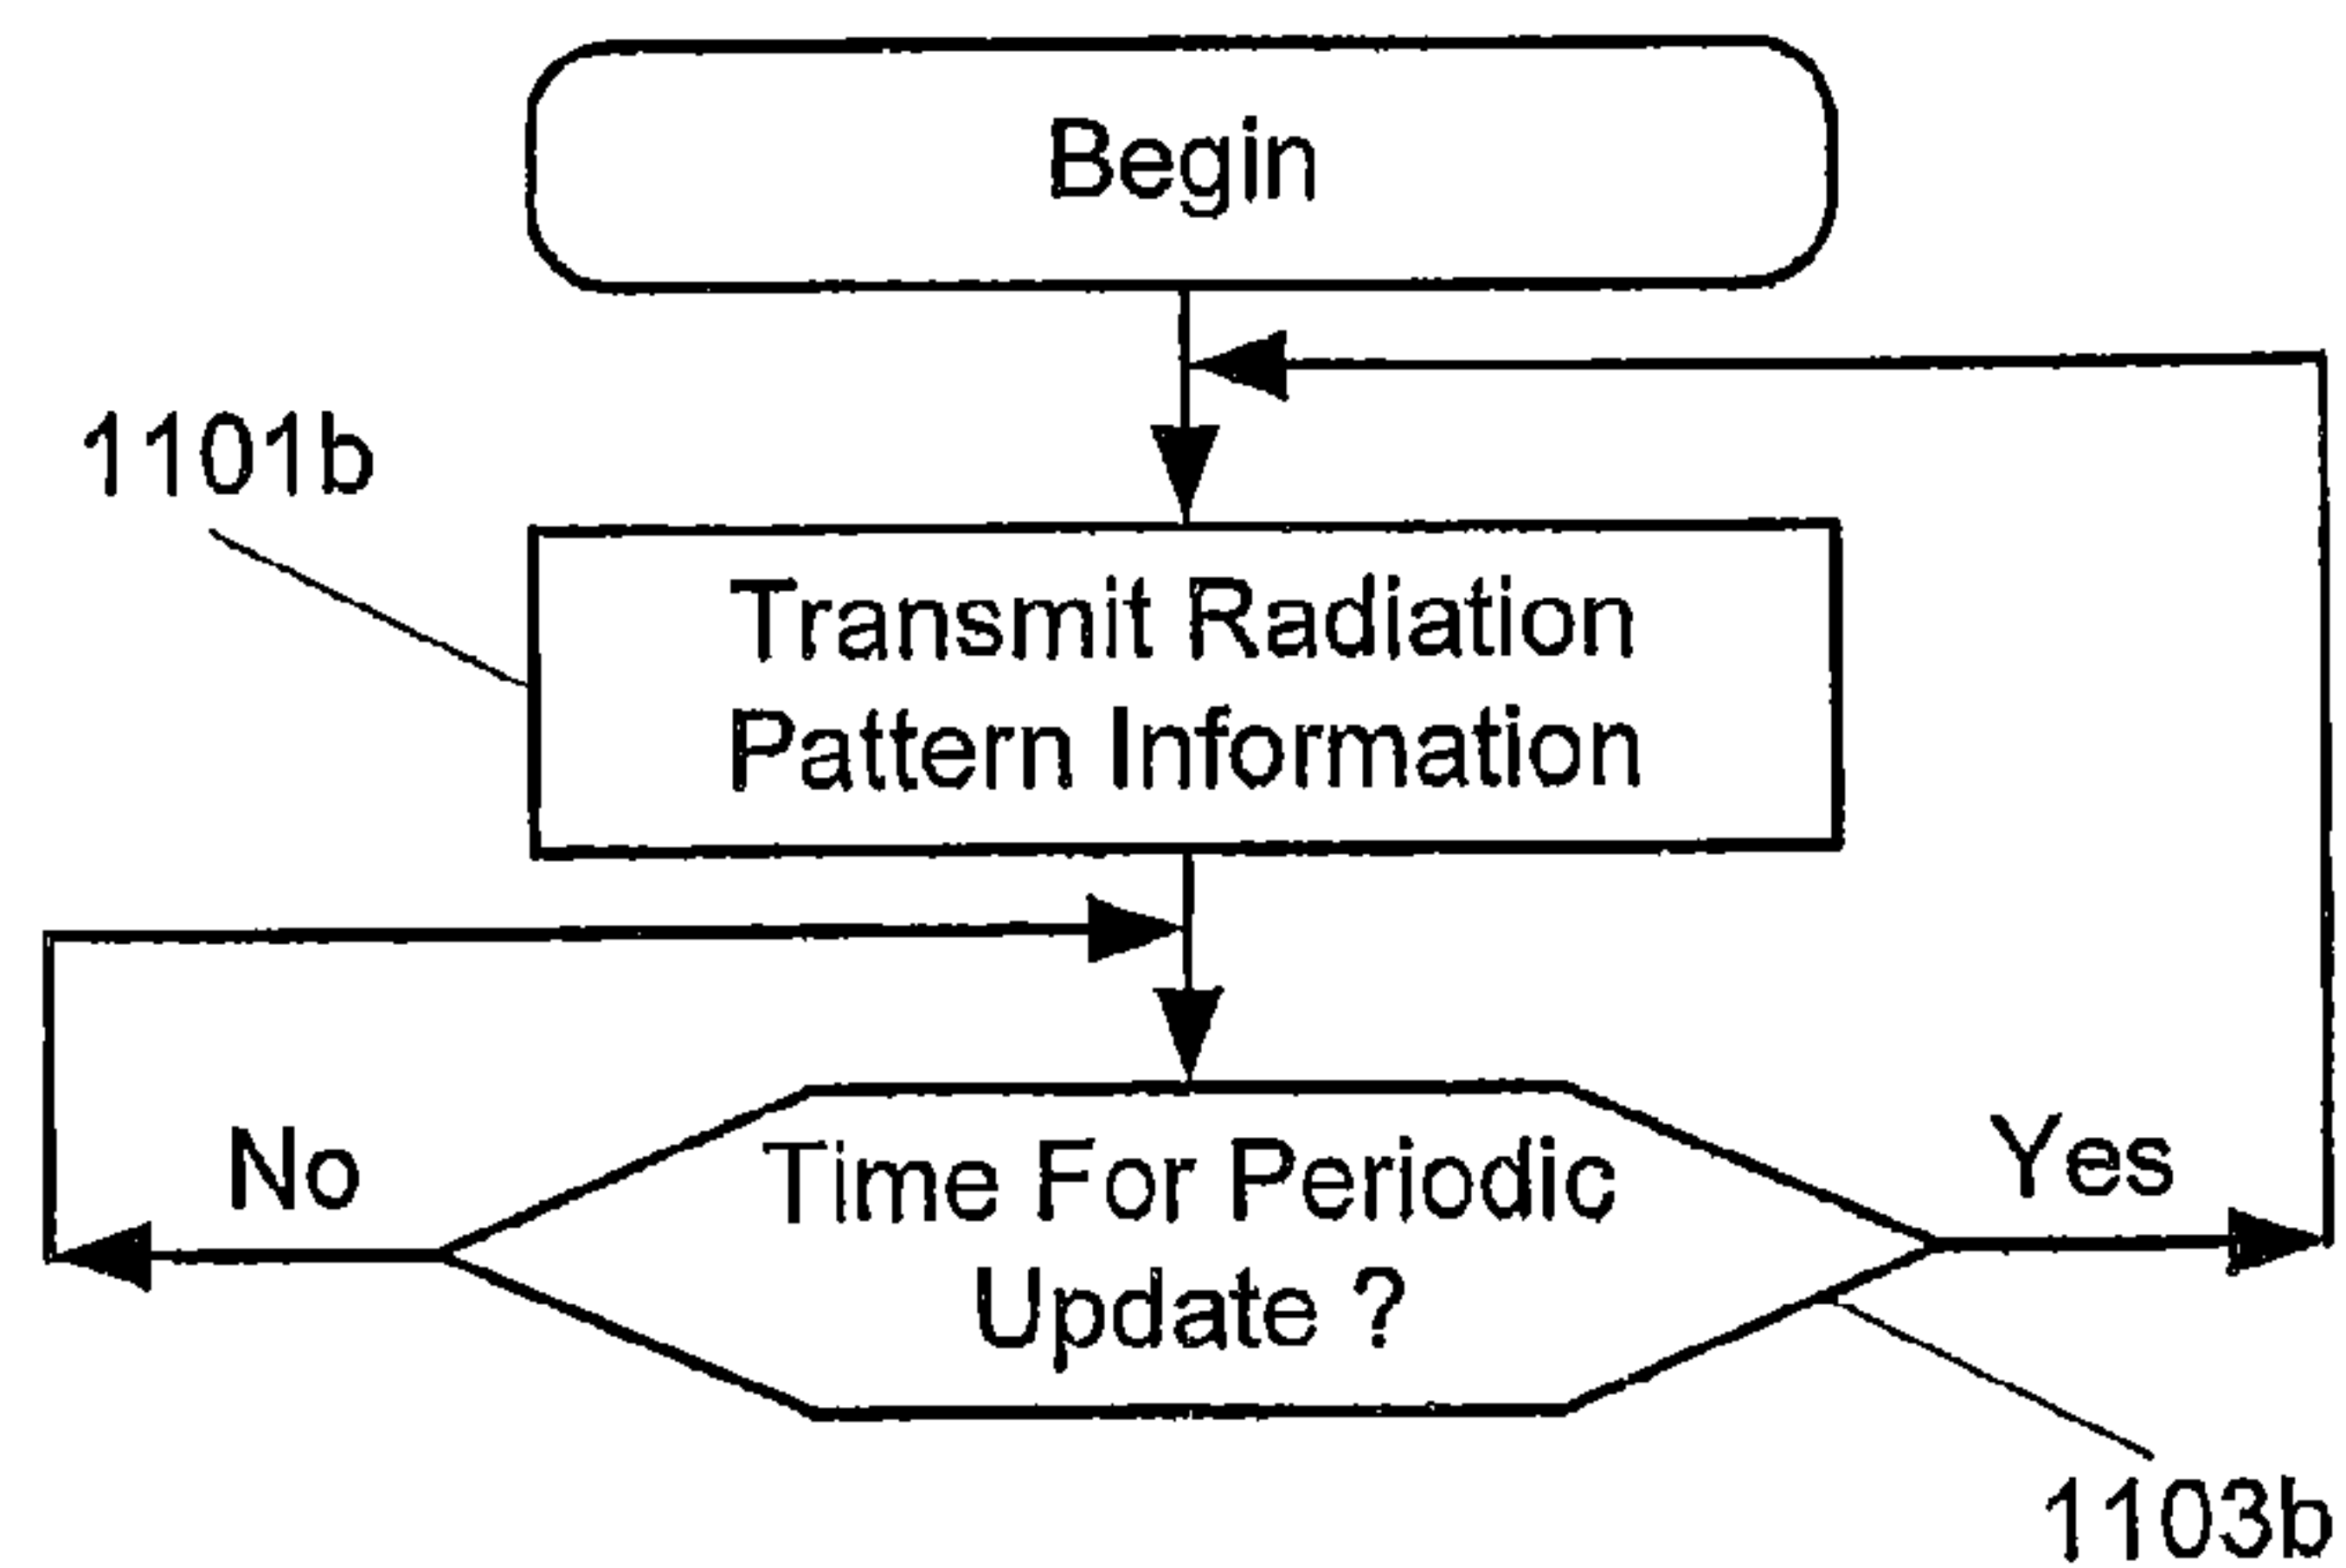 Begin
1101b
Transmit Radiation
Pattern Information
No
Time For Periodic
Update ?
Yes
1103b